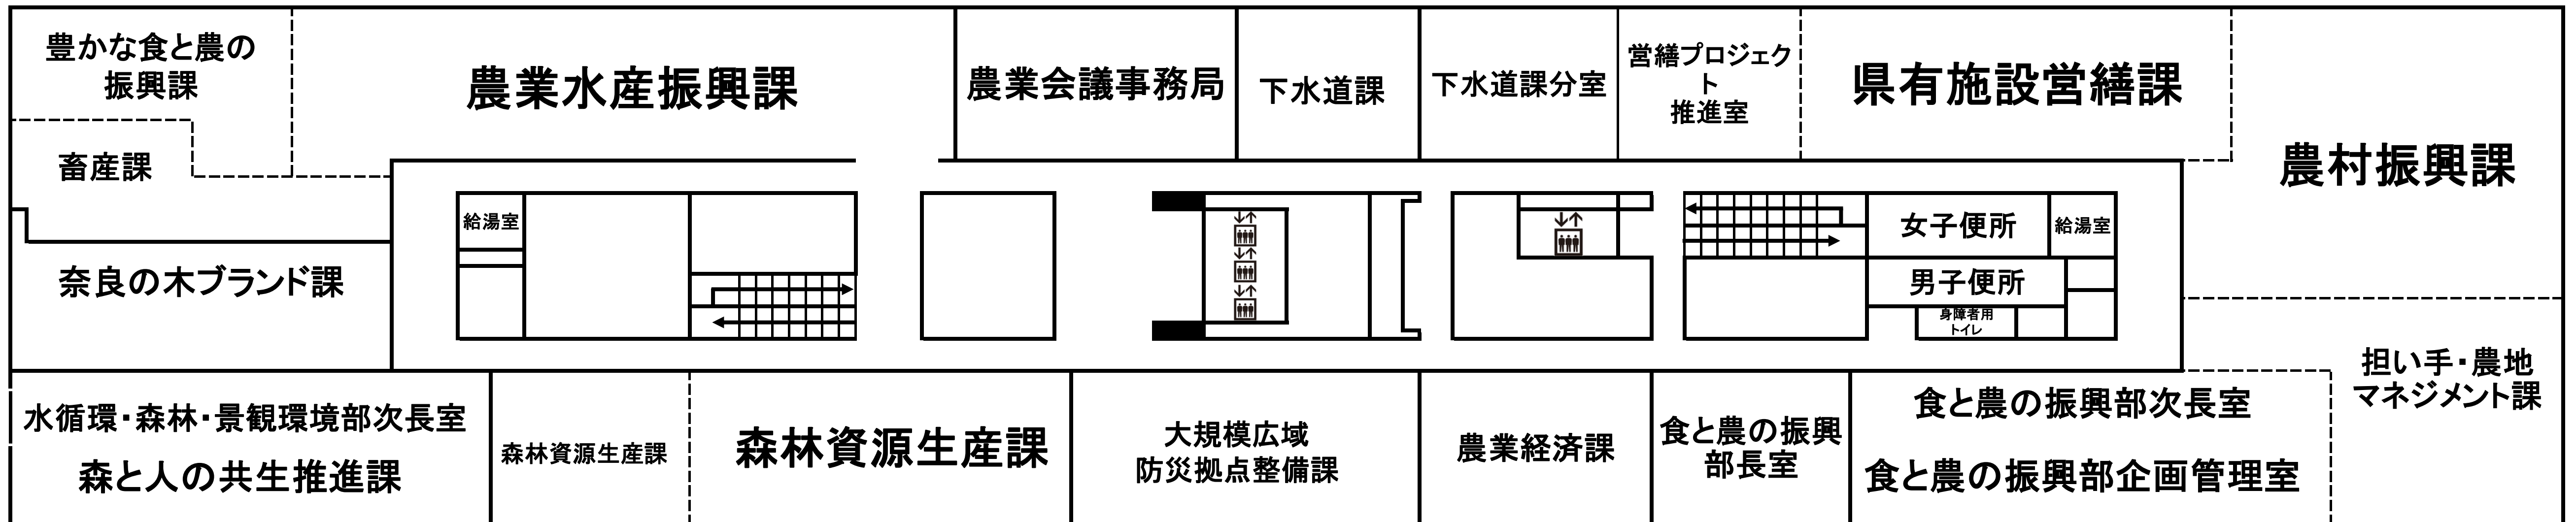 豊かな食と農の
振興課
農業水産振興課
農業会議事務局
下水道課
下水道課分室
営繕プロジェク
ト
推進室
県有施設営繕課
農村振興課
畜産課
奈良の木ブランド課
給湯室
女子便所
給湯室
男子便所
身障者用
トイレ
担い手・農地
マネジメント課
水循環・森林・景観環境部次長室
森と人の共生推進課
森林資源生産課
森林資源生産課
大規模広域
防災拠点整備課
農業経済課
食と農の振興
部長室
食と農の振興部次長室
食と農の振興部企画管理室